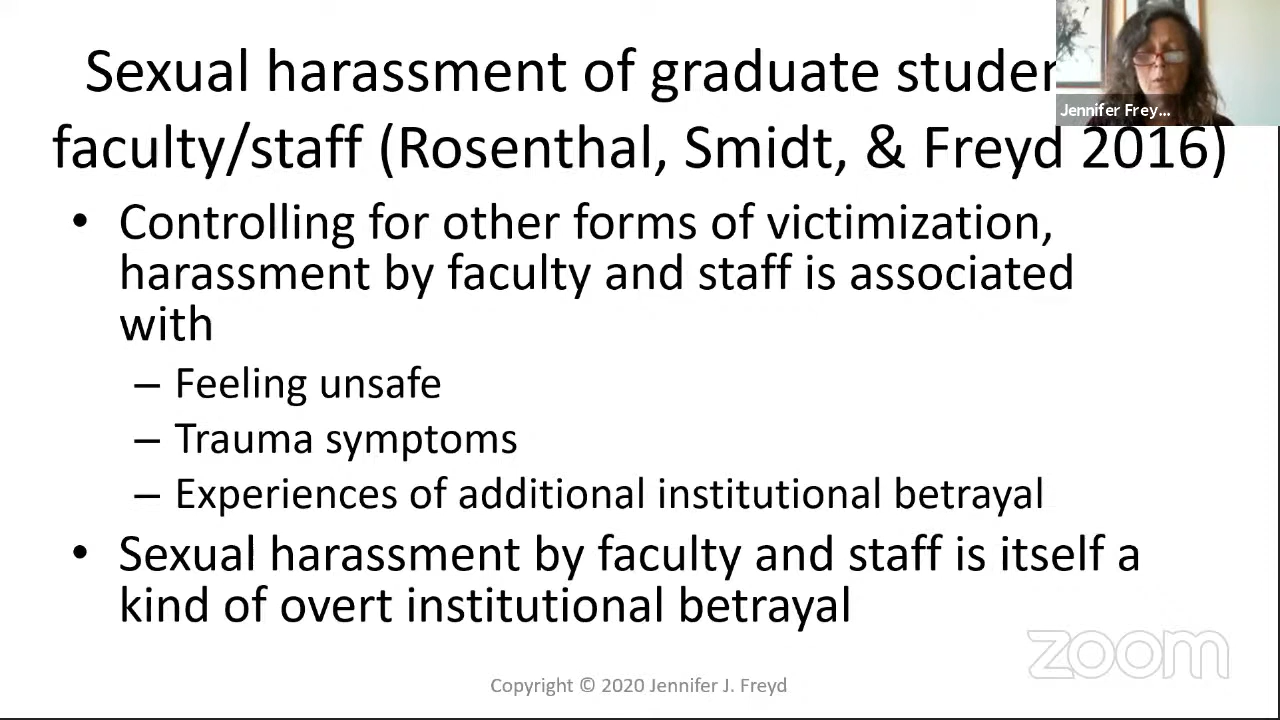 Sexual harassment of graduate
faculty/staff (Rosenthal, Smidt, & Freyd 2016)
Jennifer Frey...
• Controlling for other forms of victimization,
harassment by faculty and staff is associated
with
– Feeling unsafe
– Trauma symptoms
– Experiences of additional institutional betrayal
• Sexual harassment by faculty and staff is itself a
kind of overt institutional betrayal
zoom
Copyright © 2020 Jennifer J. Freyd